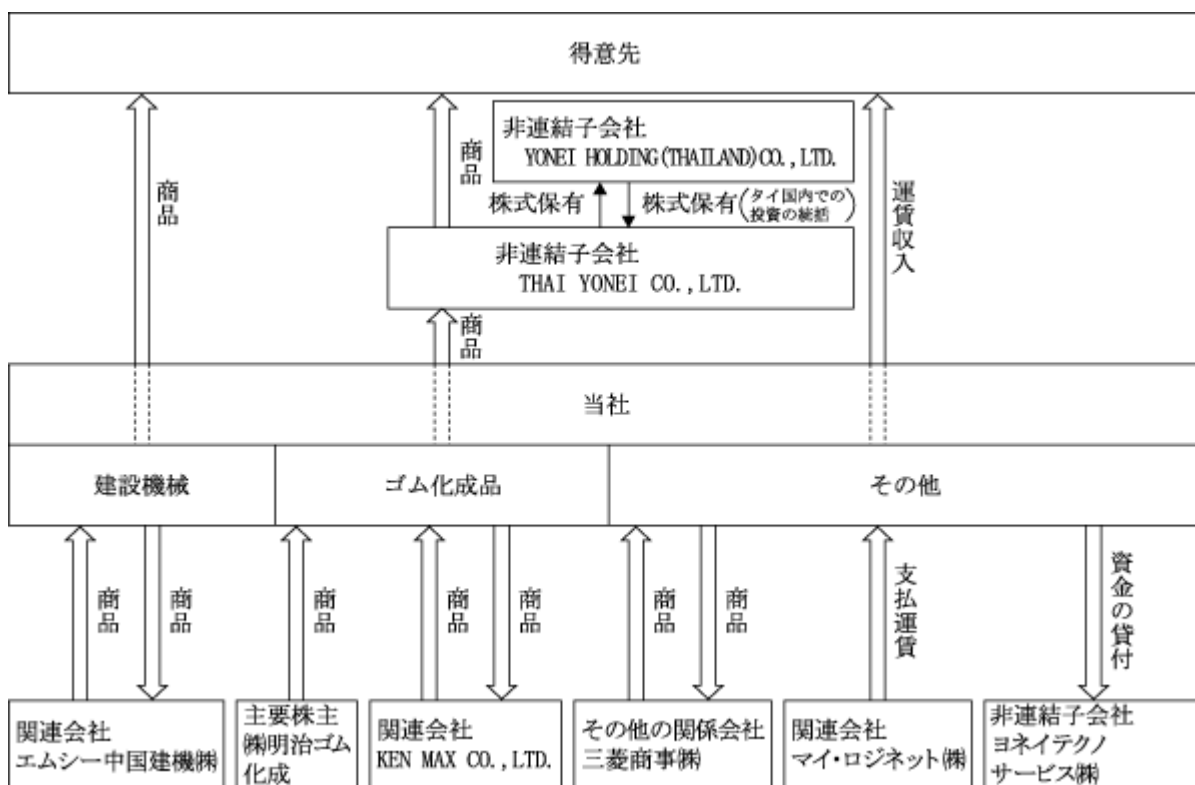 得意先
非連結子会社
YONEI HOLDING(THAILAND)CO.,LTD.
商品
商品
株式保有
株式保有(タイ国内での
投資の統括)
運賃収入
非連結子会社
THAI YONEI CO.,LTD.
商品
当社
建設機械
ゴム化成品
その他
商品
商品
商品
商品
商品
商品
商品
支払運賃
資金の貸付
関連会社
エムシー中国建機㈱
主要株主
㈱明治ゴム
化成
関連会社
KEN MAX CO.,LTD.
その他の関係会社
三菱商事㈱
関連会社
マイ・ロジネット㈱
非連結子会社
ヨネイテクノ
サービス㈱